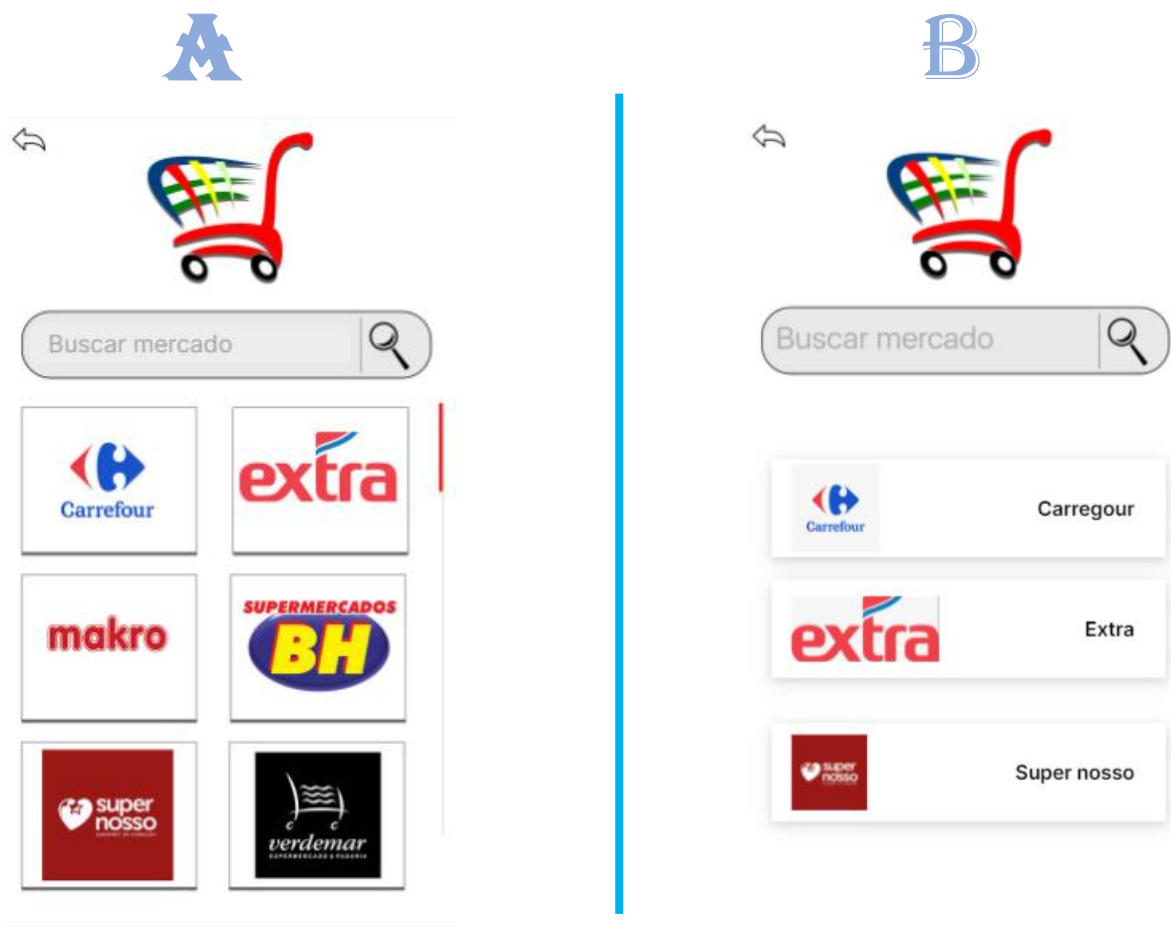 A
B
Buscar mercado
Carrefour
extra
makro
SUPERMERCADOS
BH
super
nosso
verdemar
SUPERMERCADO & PADARIA
Buscar mercado
Carrefour
Carregour
extra
Extra
super
nosso
Super nosso